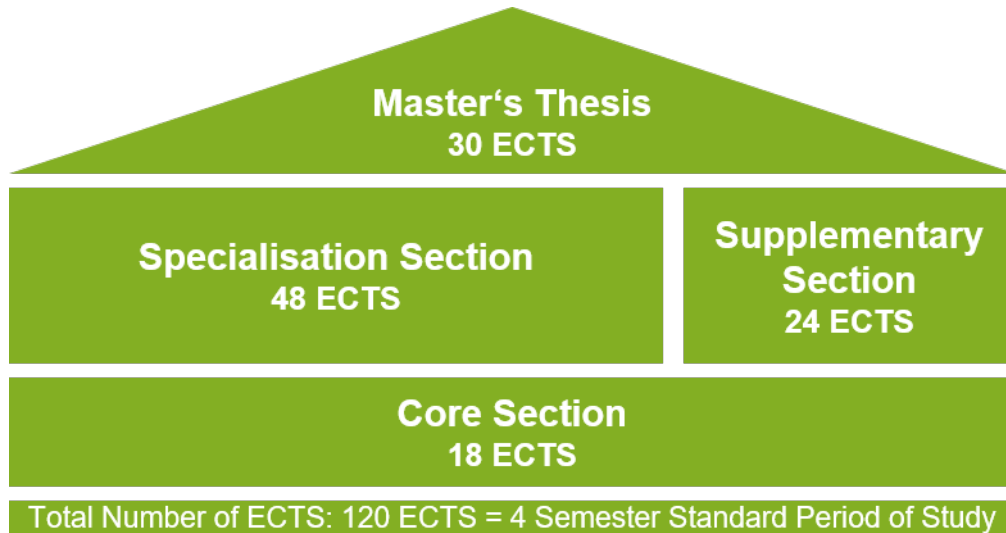 Master‘s Thesis
30 ECTS
Specialisation Section
48 ECTS
Supplementary
Section
24 ECTS
Core Section
18 ECTS
Total Number of ECTS: 120 ECTS = 4 Semester Standard Period of Study